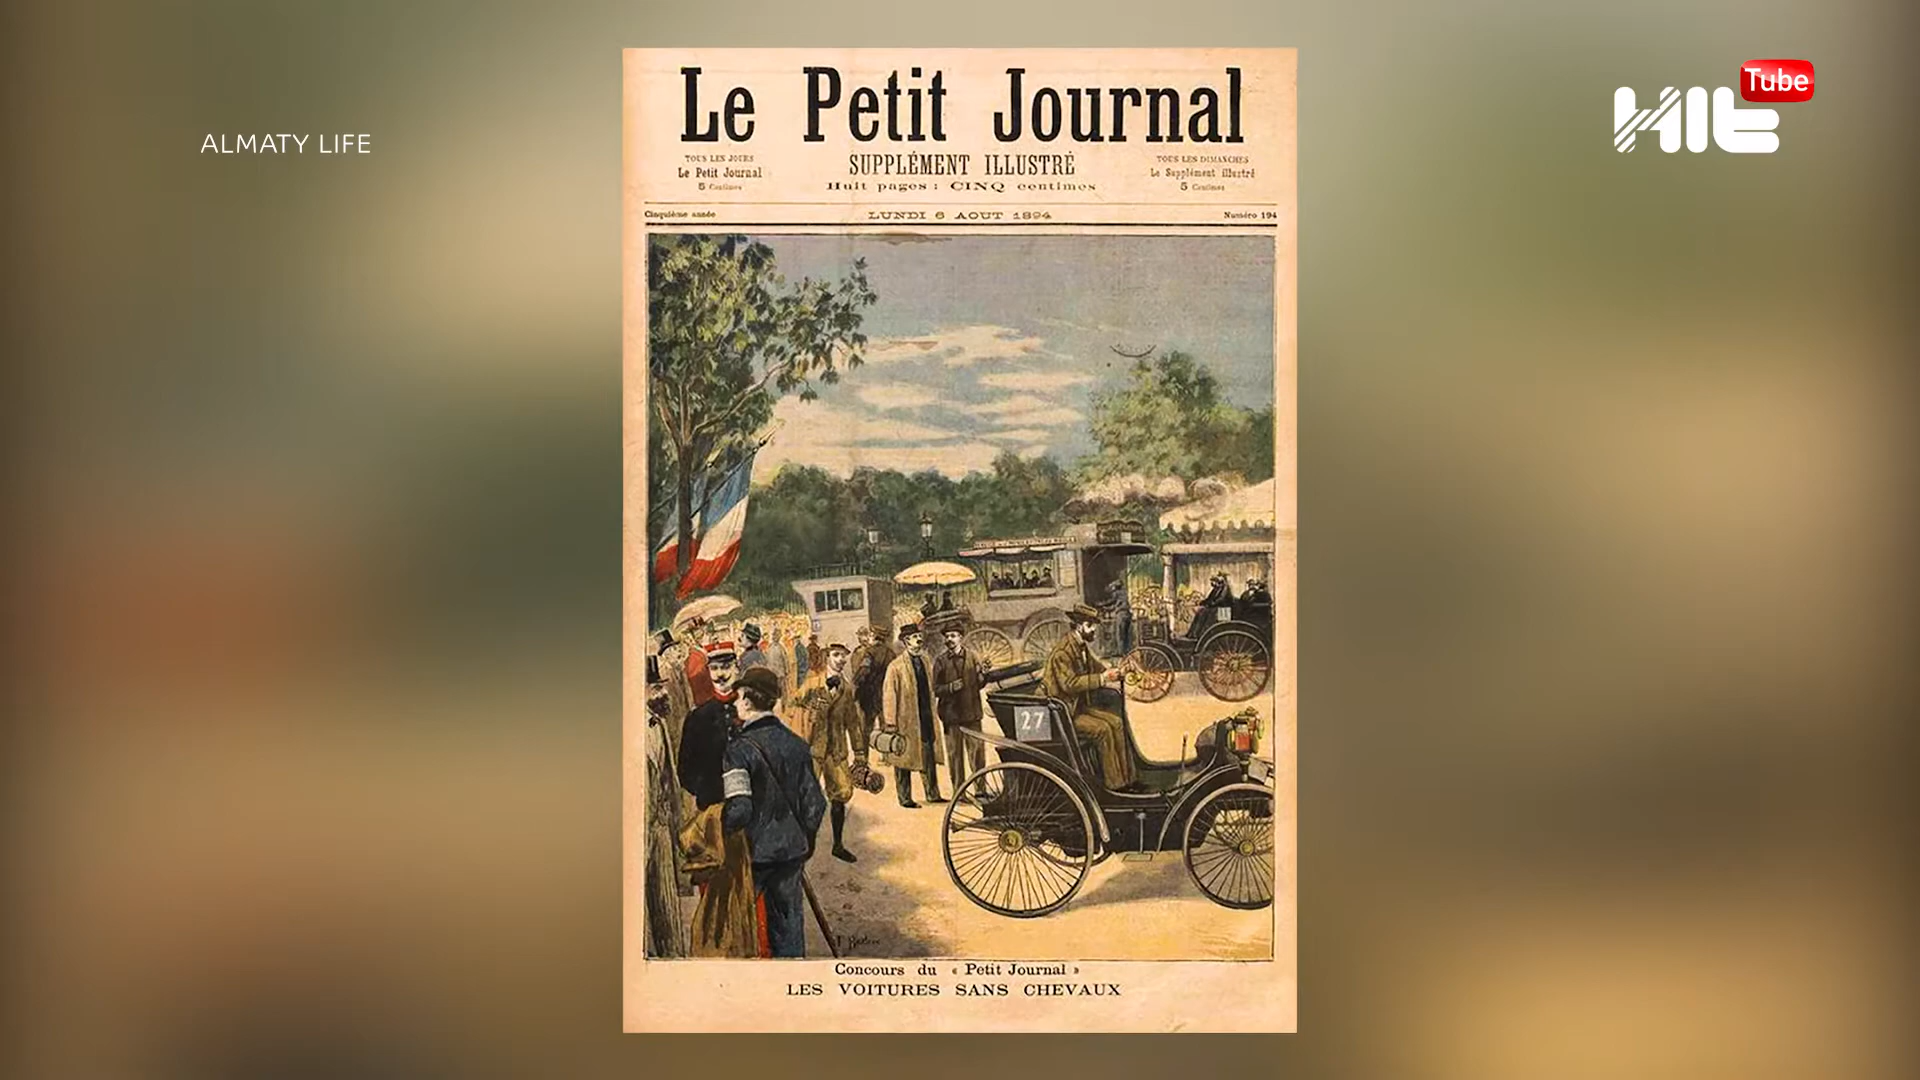 ALMATY LIFE
HIt Tube
Le Petit Journal
TOUS LES JOURS
Le Petit Journal
5 Centimes
SUPPLÉMENT ILLUSTRÉ
Huit pages : CINQ centimes
TOUS LES DIMANCHES
Le Supplément illustré
5 Centimes
Cinquième année
LUNDI 6 AOUT 1894
Numéro 194
27
Concours du « Petit Journal »
LES VOITURES SANS CHEVAUX